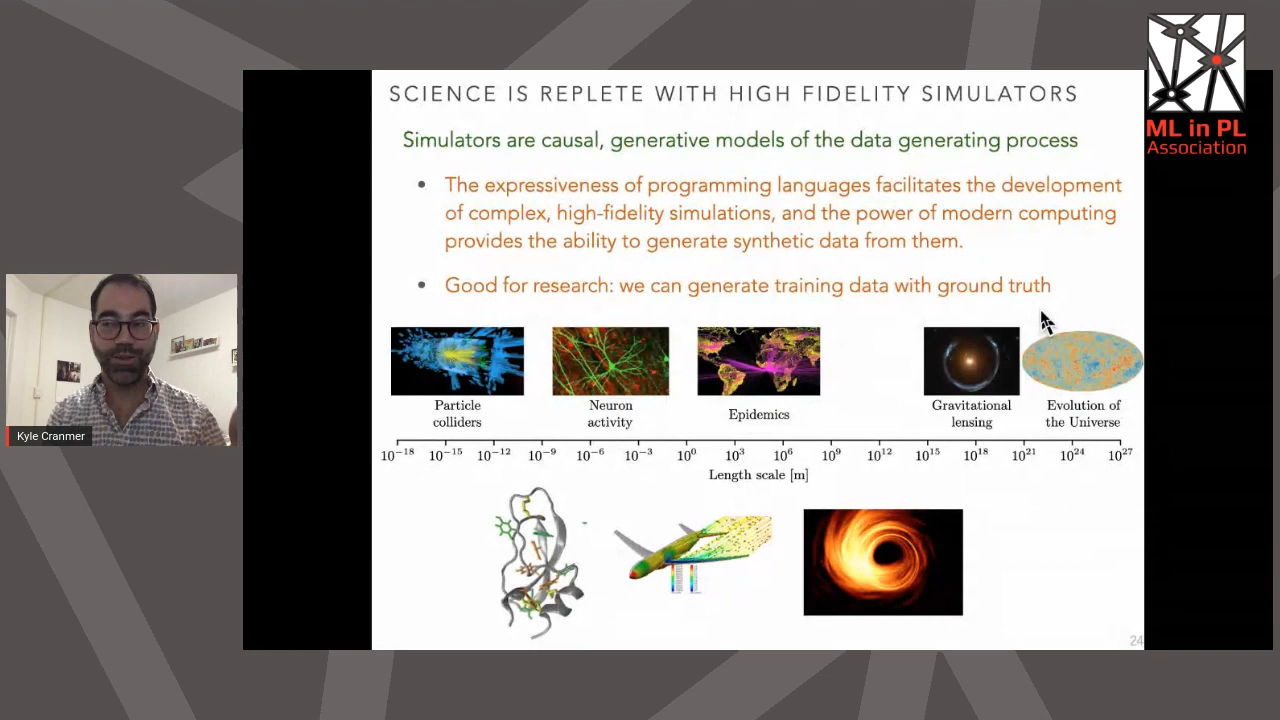 SCIENCE IS REPLETE WITH HIGH FIDELITY SIMULATORS
Simulators are causal, generative models of the data generating process
• The expressiveness of programming languages facilitates the development
of complex, high-fidelity simulations, and the power of modern computing
provides the ability to generate synthetic data from them.
• Good for research: we can generate training data with ground truth
Particle
colliders
Neuron
activity
Epidemics
Gravitational
lensing
Evolution of
the Universe
10⁻¹⁸ 10⁻¹⁵ 10⁻¹² 10⁻⁹ 10⁻⁶ 10⁻³ 10⁰ 10³ 10⁶ 10⁹ 10¹² 10¹⁵ 10¹⁸ 10²¹ 10²⁴ 10²⁷
Length scale [m]
24
Kyle Cranmer
ML in PL
Association